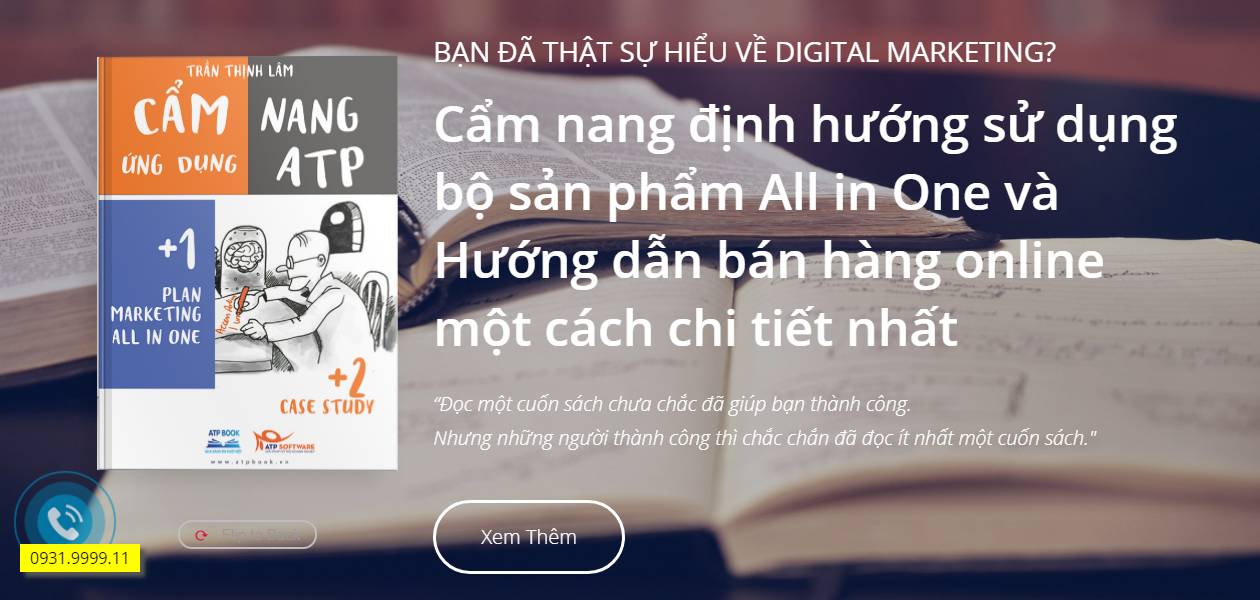 TRẦN THỊNH LÂM
CẨM NANG
ỨNG DỤNG ATP
+1
PLAN
MARKETING
ALL IN ONE
+2
CASE STUDY
ATP BOOK
ATP SOFTWARE
www.atpbook.vn
BẠN ĐÃ THẬT SỰ HIỂU VỀ DIGITAL MARKETING?
Cẩm nang định hướng sử dụng
bộ sản phẩm All in One và
Hướng dẫn bán hàng online
một cách chi tiết nhất
“Đọc một cuốn sách chưa chắc đã giúp bạn thành công.
Nhưng những người thành công thì chắc chắn đã đọc ít nhất một cuốn sách."
Xem Thêm
Flip to Back
0931.9999.11